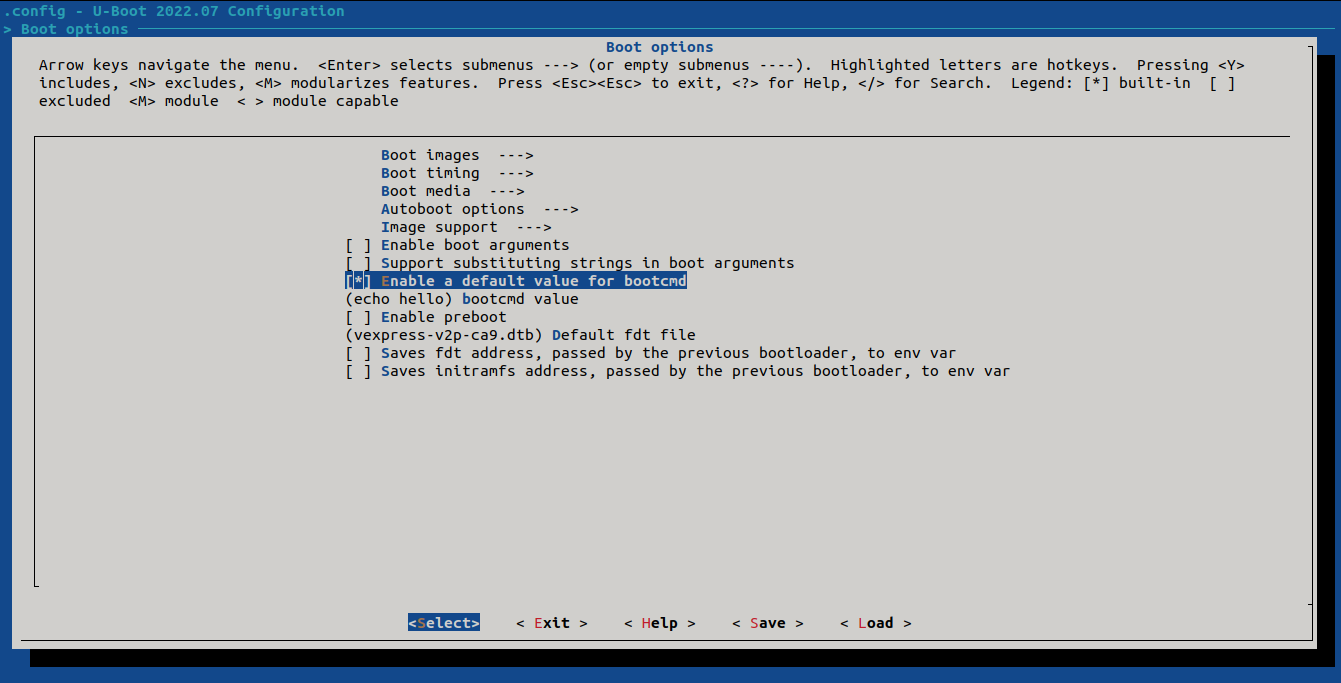 .config - U-Boot 2022.07 Configuration
> Boot options
Boot options
Arrow keys navigate the menu.  <Enter> selects submenus ---> (or empty submenus ----).  Highlighted letters are hotkeys.  Pressing <Y>
includes, <N> excludes, <M> modularizes features.  Press <Esc><Esc> to exit, <?> for Help, </> for Search.  Legend: [*] built-in  [ ]
excluded  <M> module  < > module capable
Boot images  --->
Boot timing  --->
Boot media  --->
Autoboot options  --->
Image support  --->
[ ] Enable boot arguments
[ ] Support substituting strings in boot arguments
[*] Enable a default value for bootcmd
(echo hello) bootcmd value
[ ] Enable preboot
(vexpress-v2p-ca9.dtb) Default fdt file
[ ] Saves fdt address, passed by the previous bootloader, to env var
[ ] Saves initramfs address, passed by the previous bootloader, to env var
<Select>    < Exit >    < Help >    < Save >    < Load >